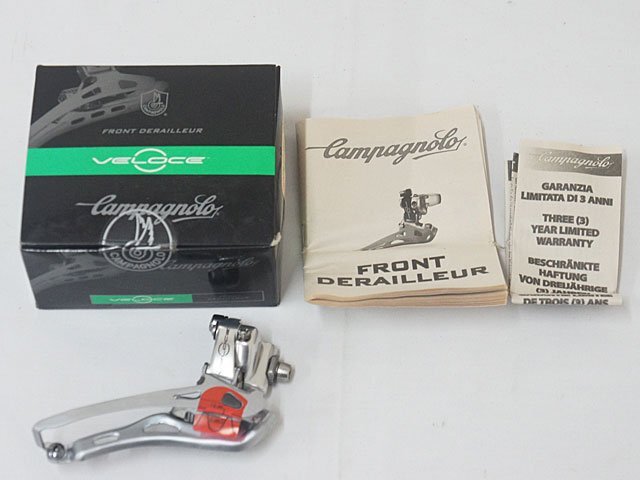 FRONT DERAILLEUR
VELOCE
Campagnolo
CAMPAGNOLO
Campagnolo
VELOCE
Campagnolo
FRONT
DERAILLEUR
Campagnolo
GARANZIA
LIMITATA DI 3 ANNI
THREE (3)
YEAR LIMITED
WARRANTY
BESCHRÄNKTE
HAFTUNG
VON DREIJÄHRIGE
DE TROIS (3) ANS